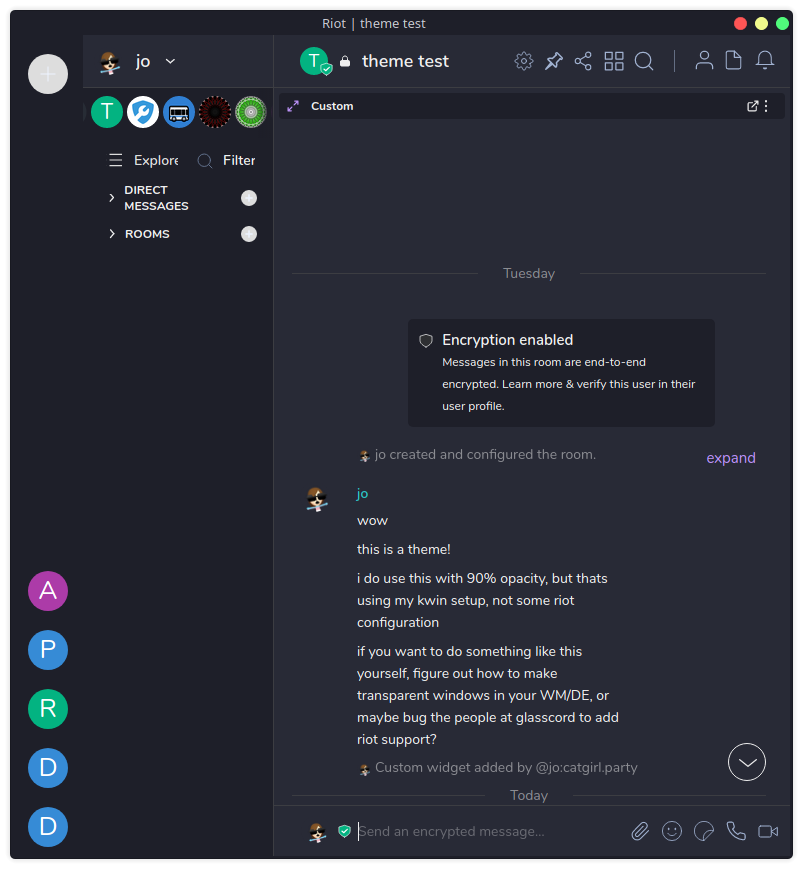 Riot | theme test
jo
T
Explore
Filter
DIRECT
MESSAGES
ROOMS
A
P
R
D
D
T
theme test
Custom
Tuesday
Encryption enabled
Messages in this room are end-to-end
encrypted. Learn more & verify this user in their
user profile.
jo created and configured the room.
expand
jo
wow
this is a theme!
i do use this with 90% opacity, but thats
using my kwin setup, not some riot
configuration
if you want to do something like this
yourself, figure out how to make
transparent windows in your WM/DE, or
maybe bug the people at glasscord to add
riot support?
Custom widget added by @jo:catgirl.party
Today
Send an encrypted message...